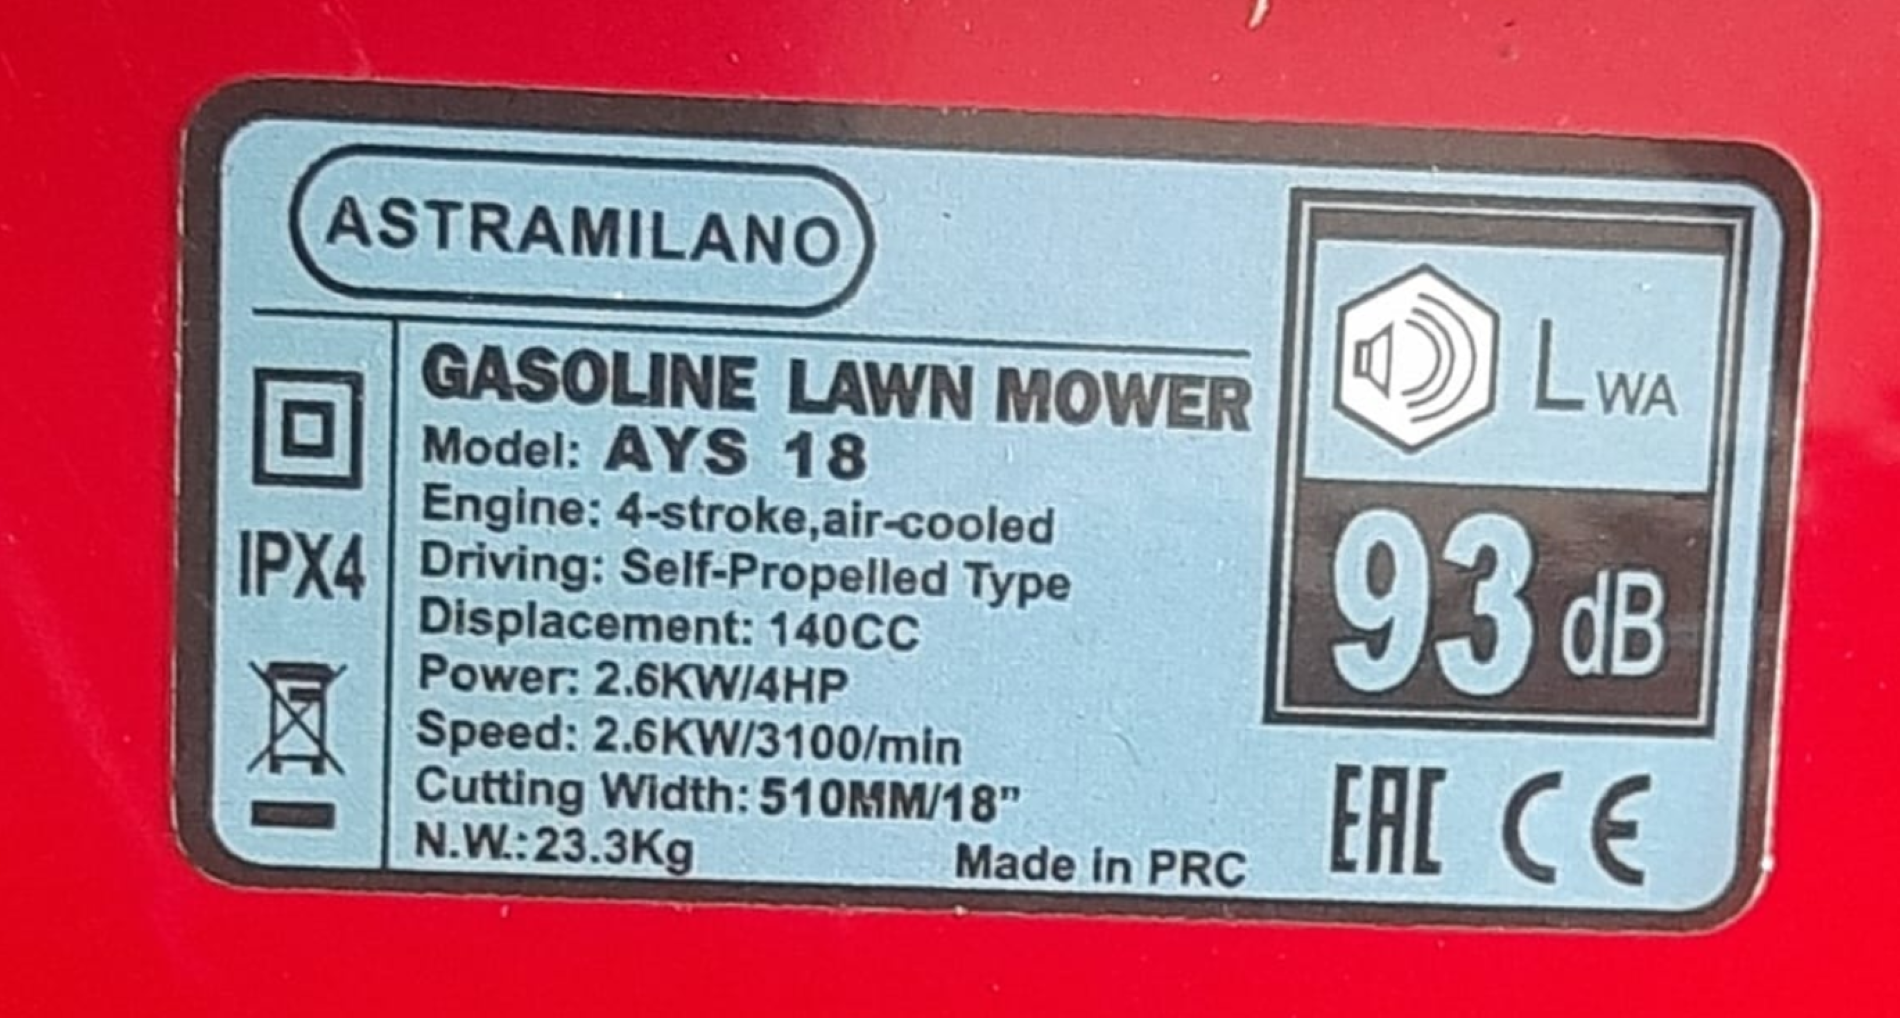 ASTRAMILANO
GASOLINE LAWN MOWER
Model: AYS 18
Engine: 4-stroke,air-cooled
Driving: Self-Propelled Type
Displacement: 140CC
Power: 2.6KW/4HP
Speed: 2.6KW/3100/min
Cutting Width: 510MM/18”
N.W.:23.3Kg
Made in PRC
IPX4
LWA
93 dB
EAC CE